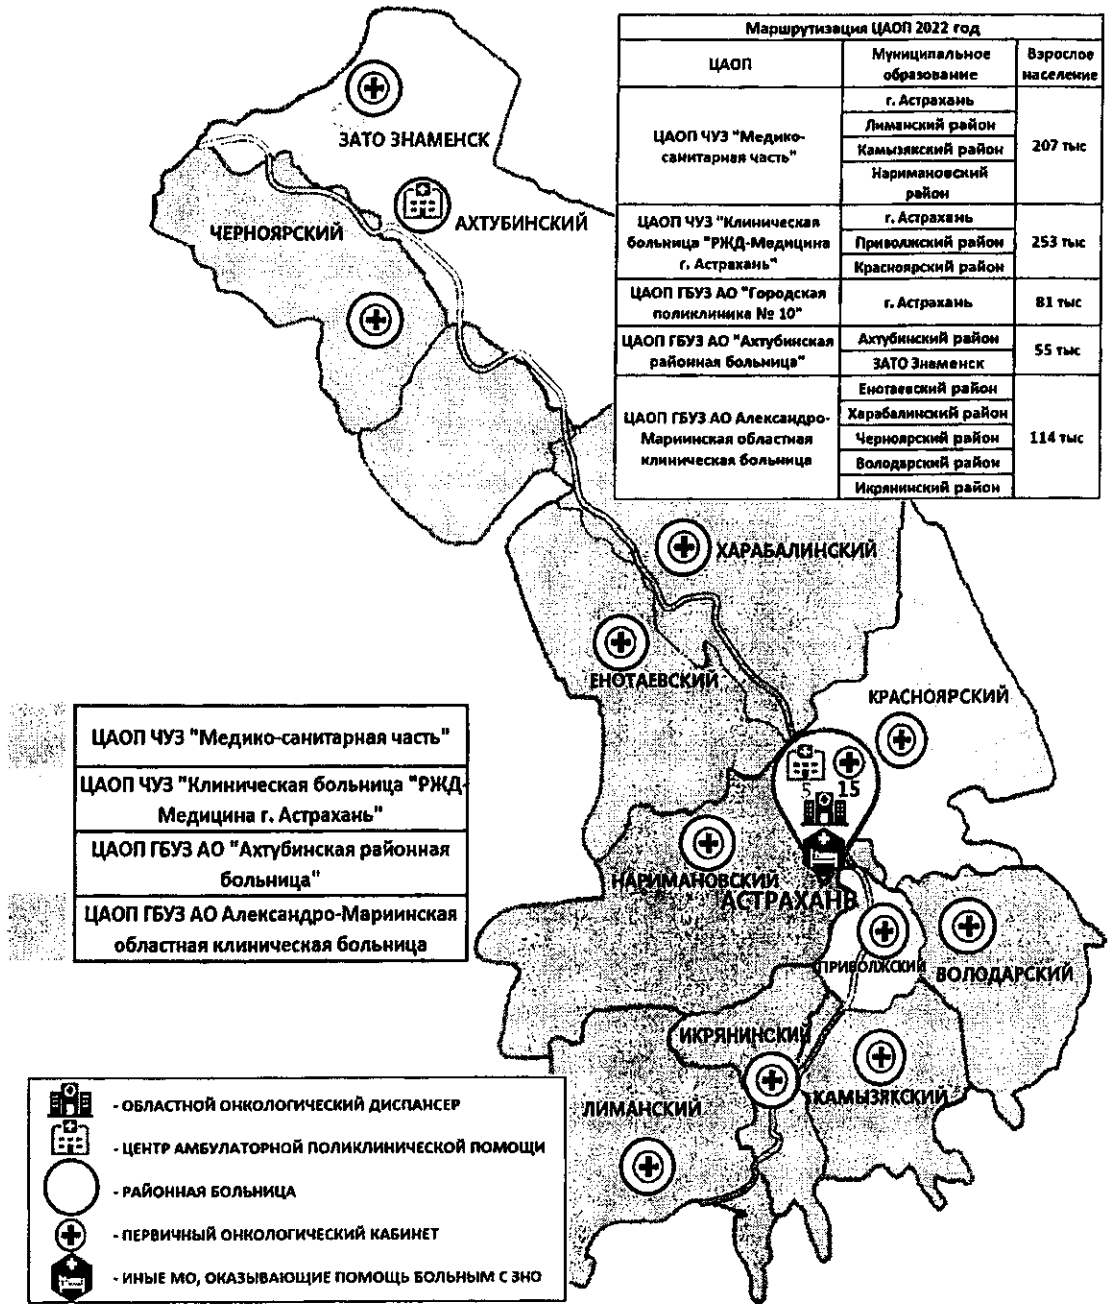 Маршрутизация ЦАОП 2022 год
ЦАОП
Муниципальное
образование
Взрослое
население
ЦАОП ЧУЗ "Медико-
санитарная часть"
г. Астрахань
Лиманский район
Камызякский район
Наримановский
район
207 тыс
ЦАОП ЧУЗ "Клиническая
больница "РЖД-Медицина
г. Астрахань"
г. Астрахань
Приволжский район
Красноярский район
253 тыс
ЦАОП ГБУЗ АО "Городская
поликлиника № 10"
г. Астрахань
81 тыс
ЦАОП ГБУЗ АО "Ахтубинская
районная больница"
Ахтубинский район
ЗАТО Знаменск
55 тыс
ЦАОП ГБУЗ АО Александро-
Мариинская областная
клиническая больница
Енотаевский район
Харабалинский район
Черноярский район
Володарский район
Икрянинский район
114 тыс
ЗАТО ЗНАМЕНСК
АХТУБИНСКИЙ
ЧЕРНОЯРСКИЙ
ХАРАБАЛИНСКИЙ
ЕНОТАЕВСКИЙ
КРАСНОЯРСКИЙ
5 15
НАРИМАНОВСКИЙ
АСТРАХАНЬ
ПРИВОЛЖСКИЙ
ВОЛОДАРСКИЙ
ИКРЯНИНСКИЙ
КАМЫЗЯКСКИЙ
ЛИМАНСКИЙ
ЦАОП ЧУЗ "Медико-санитарная часть"
ЦАОП ЧУЗ "Клиническая больница "РЖД-
Медицина г. Астрахань"
ЦАОП ГБУЗ АО "Ахтубинская районная
больница"
ЦАОП ГБУЗ АО Александро-Мариинская
областная клиническая больница
- ОБЛАСТНОЙ ОНКОЛОГИЧЕСКИЙ ДИСПАНСЕР
- ЦЕНТР АМБУЛАТОРНОЙ ПОЛИКЛИНИЧЕСКОЙ ПОМОЩИ
- РАЙОННАЯ БОЛЬНИЦА
- ПЕРВИЧНЫЙ ОНКОЛОГИЧЕСКИЙ КАБИНЕТ
- ИНЫЕ МО, ОКАЗЫВАЮЩИЕ ПОМОЩЬ БОЛЬНЫМ С ЗНО